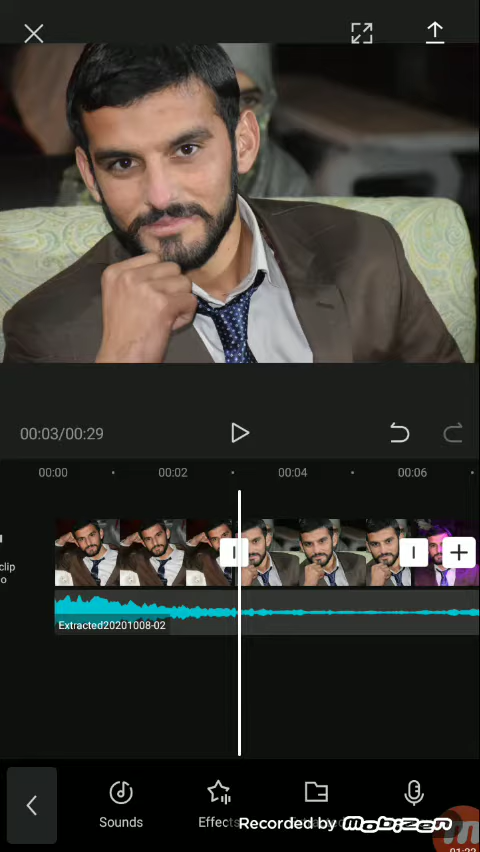 00:03/00:29
00:00
00:02
00:04
00:06
clip
o
Extracted20201008-02
Sounds
Effects
Recorded by
MobiZen